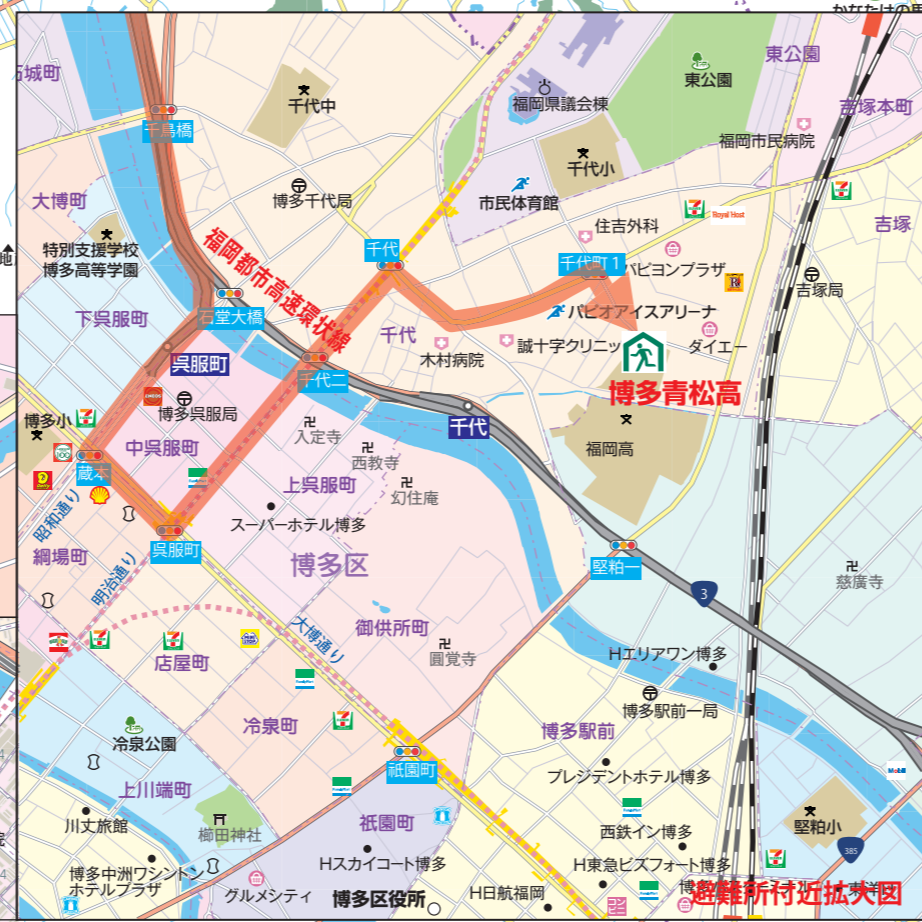 かなたけの里
石城町
千代中
東公園
東公園
福岡県議会棟
吉塚本町
千鳥橋
福岡市民病院
千代小
博多千代局
市民体育館
大博町
Royal Host
吉塚
住吉外科
特別支援学校
博多高等学園
千代
千代町1
パピヨンプラザ
福岡都市高速環状線
吉塚局
石堂大橋
下呉服町
パピオアイスアリーナ
千代
誠十字クリニッ
ダイエー
木村病院
呉服町
千代二
博多青松高
ENEOS
博多呉服局
博多小
千代
入定寺
福岡高
中呉服町
西教寺
蔵本
上呉服町
幻住庵
昭和通り
スーパーホテル博多
呉服町
綱場町
博多区
堅粕一
慈廣寺
明治通り
3
大博通り
御供所町
圓覚寺
Hエリアワン博多
店屋町
博多駅前一局
冷泉町
博多駅前
冷泉公園
祇園町
プレジデントホテル博多
Mobil
上川端町
川丈旅館
櫛田神社
祇園町
西鉄イン博多
堅粕小
385
Hスカイコート博多
H東急ビズフォート博多
博多中洲ワシントン
ホテルプラザ
グルメシティ
博多区役所
H日航福岡
避難所付近拡大図